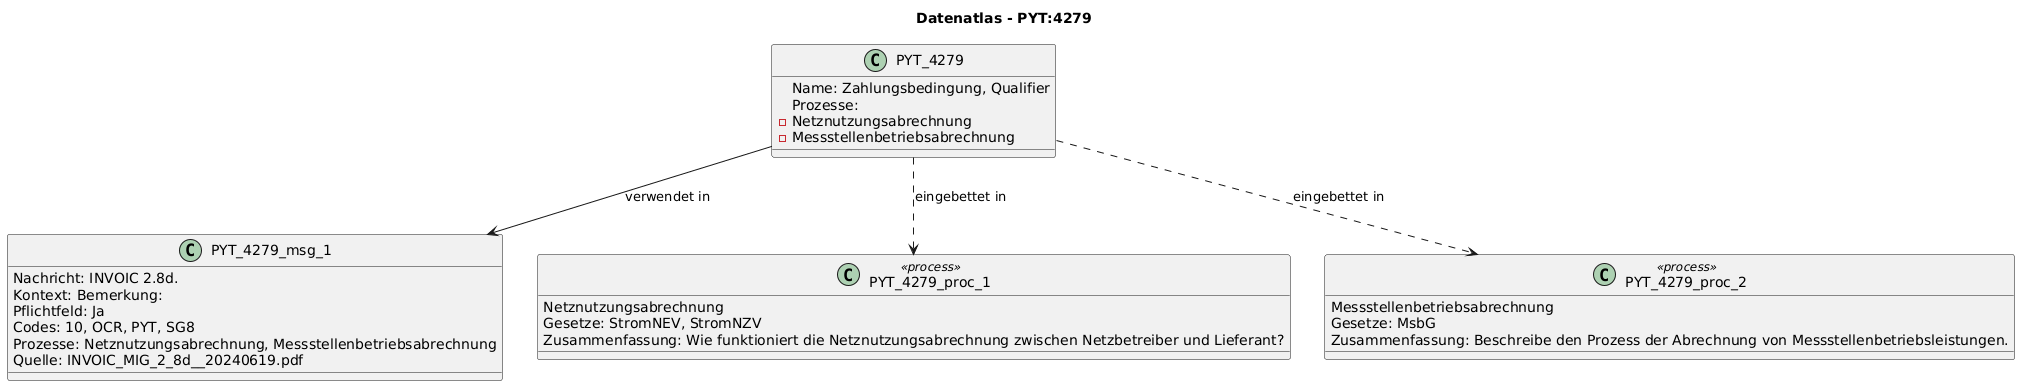 Datenatlas - PYT:4279
C PYT_4279
Name: Zahlungsbedingung, Qualifier
Prozesse:
Netznutzungsabrechnung
Messstellenbetriebsabrechnung
verwendet in
eingebettet in
eingebettet in
C PYT_4279_msg_1
Nachricht: INVOIC 2.8d.
Kontext: Bemerkung:
Pflichtfeld: Ja
Codes: 10, OCR, PYT, SG8
Prozesse: Netznutzungsabrechnung, Messstellenbetriebsabrechnung
Quelle: INVOIC_MIG_2_8d__20240619.pdf
«process»
C PYT_4279_proc_1
Netznutzungsabrechnung
Gesetze: StromNEV, StromNZV
Zusammenfassung: Wie funktioniert die Netznutzungsabrechnung zwischen Netzbetreiber und Lieferant?
«process»
C PYT_4279_proc_2
Messstellenbetriebsabrechnung
Gesetze: MsbG
Zusammenfassung: Beschreibe den Prozess der Abrechnung von Messstellenbetriebsleistungen.